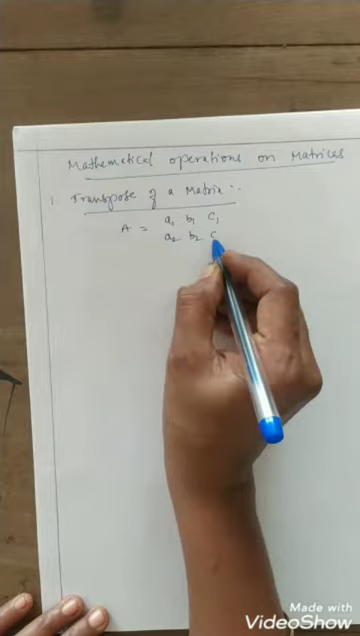 Mathematical operations on Matrices
1. Transpose of a Matrix :-
A = a₁ b₁ c₁
a₂ b₂ c
Made with
VideoShow